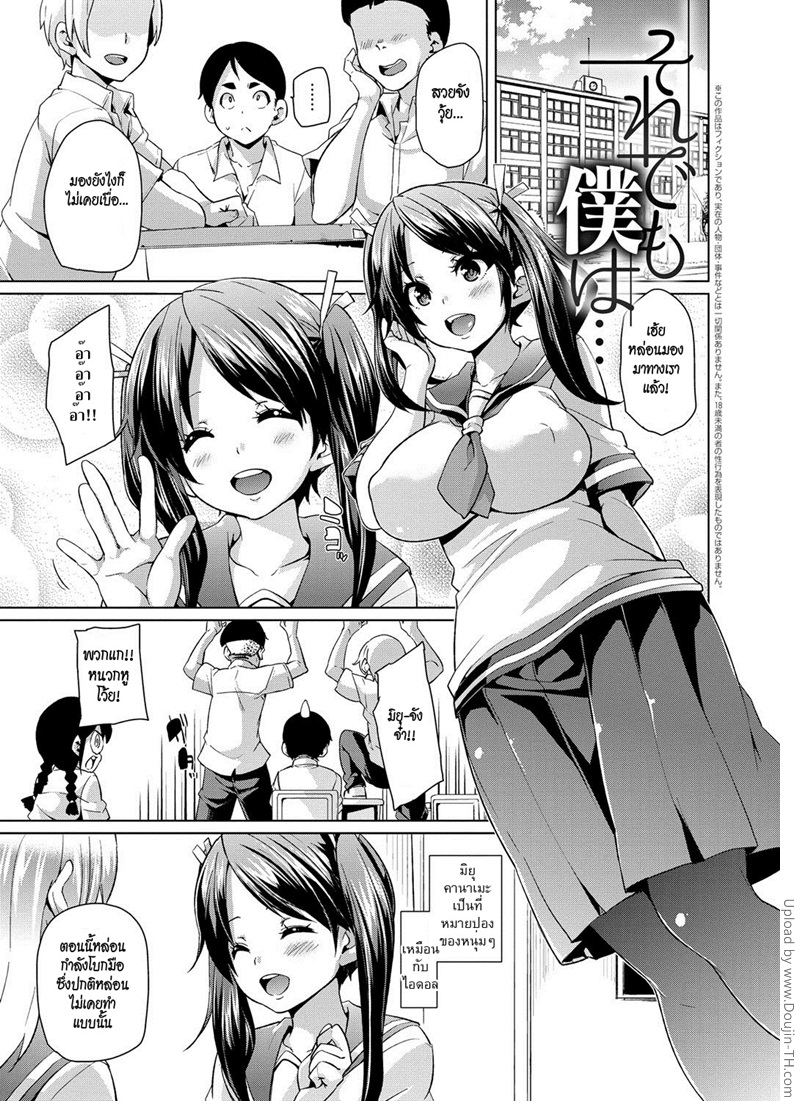 それでも
僕は…
※この作品はフィクションであり、実在の人物・団体・事件などとは一切関係ありません。また、18歳未満の者の性行為を表現したものではありません。
สวยจัง
วุ้ย...
......
มองยังไงก็
ไม่เคยเบื่อ...
เฮ้ย
หล่อนมอง
มาทางเรา
แล้ว!
อ๊า
อ๊า
อ๊า
อ๊า!!
พวกแก!!
หนวกหู
โว้ย!
มิยุ-จัง
จ๋า!!
มิยุ
คานาเมะ
เป็นที่
หมายปอง
ของหนุ่มๆ
เหมือน
กับ
ไอดอล
ตอนนี้หล่อน
กำลังโบกมือ
ซึ่งปกติหล่อน
ไม่เคยทำ
แบบนั้น
Upload by www.Doujin-TH.com